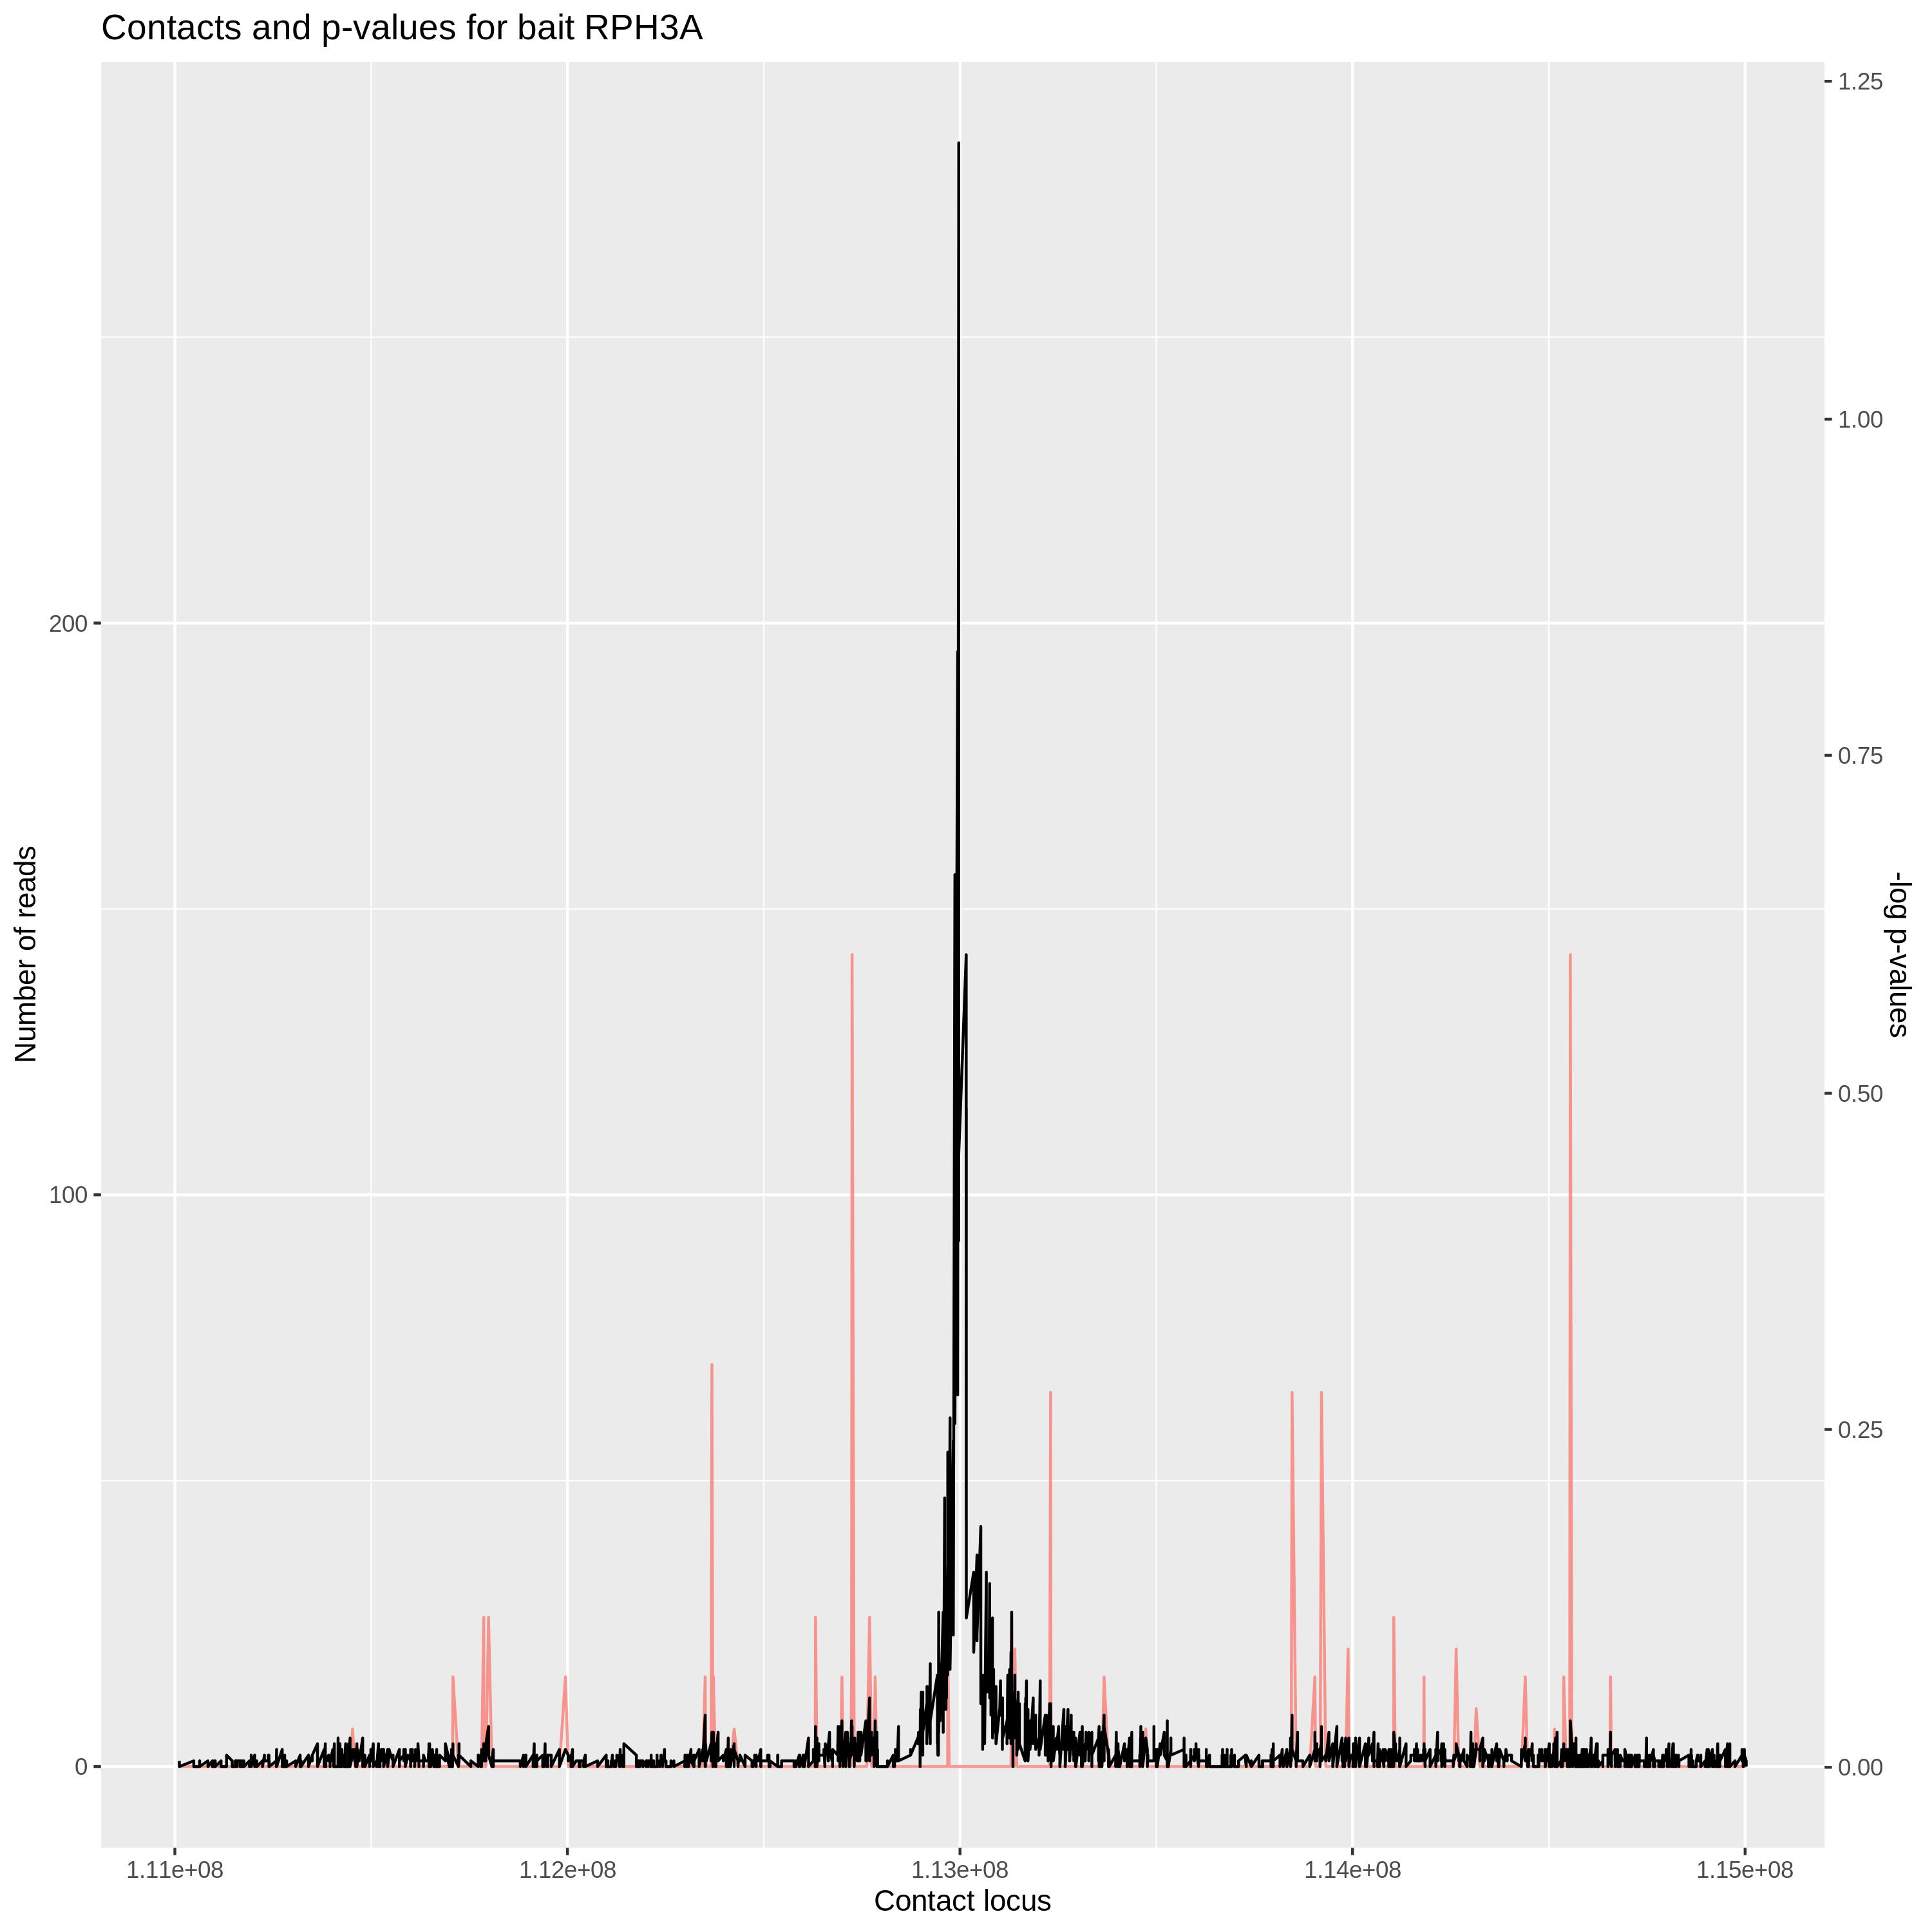 Contacts and p-values for bait RPH3A
1.25
1.00
200
0.75
Number of reads
-log p-values
0.50
100
0.25
0
0.00
1.11e+08 1.12e+08 1.13e+08 1.14e+08 1.15e+08
Contact locus